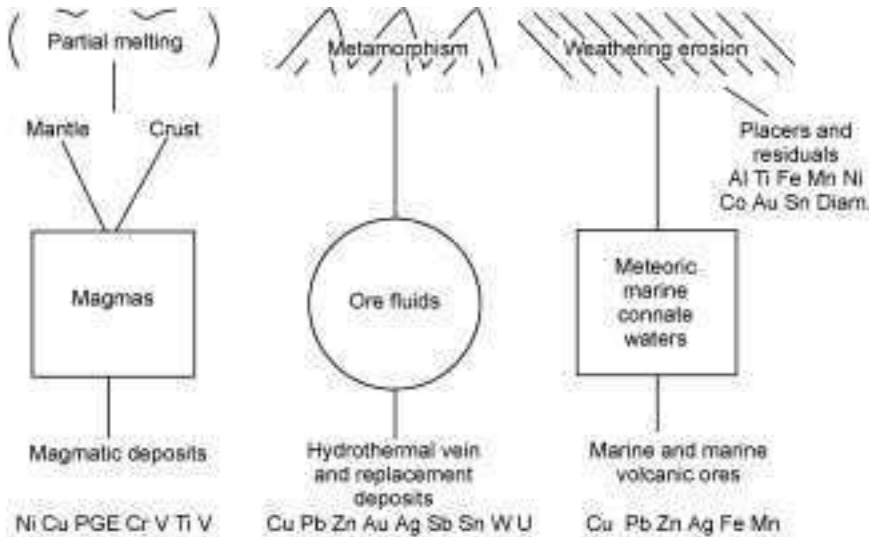 Partial melting
Mantle
Crust
Magmas
Magmatic deposits
Ni Cu PGE Cr V Ti V
Metamorphism
Ore fluids
Hydrothermal vein
and replacement
deposits
Cu Pb Zn Au Ag Sb Sn W U
Weathering erosion
Placers and
residuals
Al Ti Fe Mn Ni
Co Au Sn Diam.
Meteoric
marine
connate
waters
Marine and marine
volcanic ores
Cu Pb Zn Ag Fe Mn